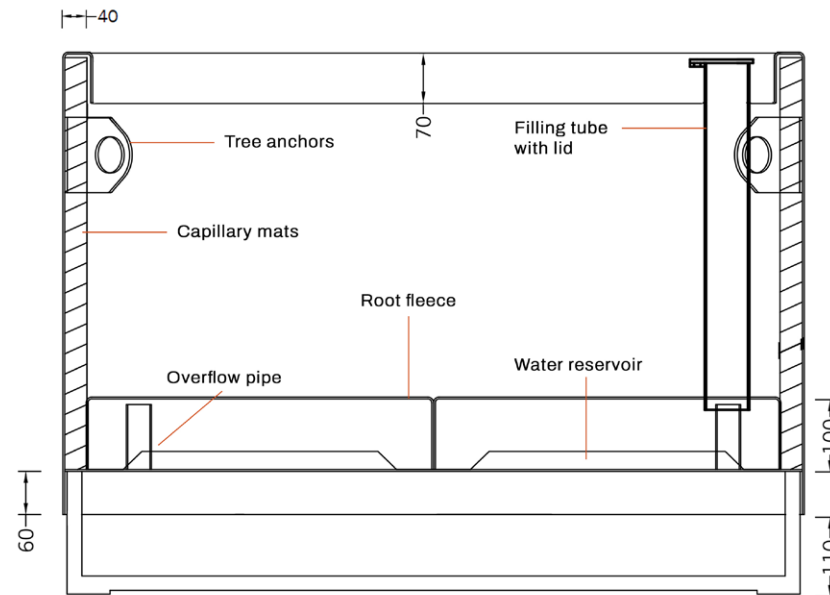 40
70
Tree anchors
Filling tube
with lid
Capillary mats
Root fleece
Water reservoir
Overflow pipe
100
60
110